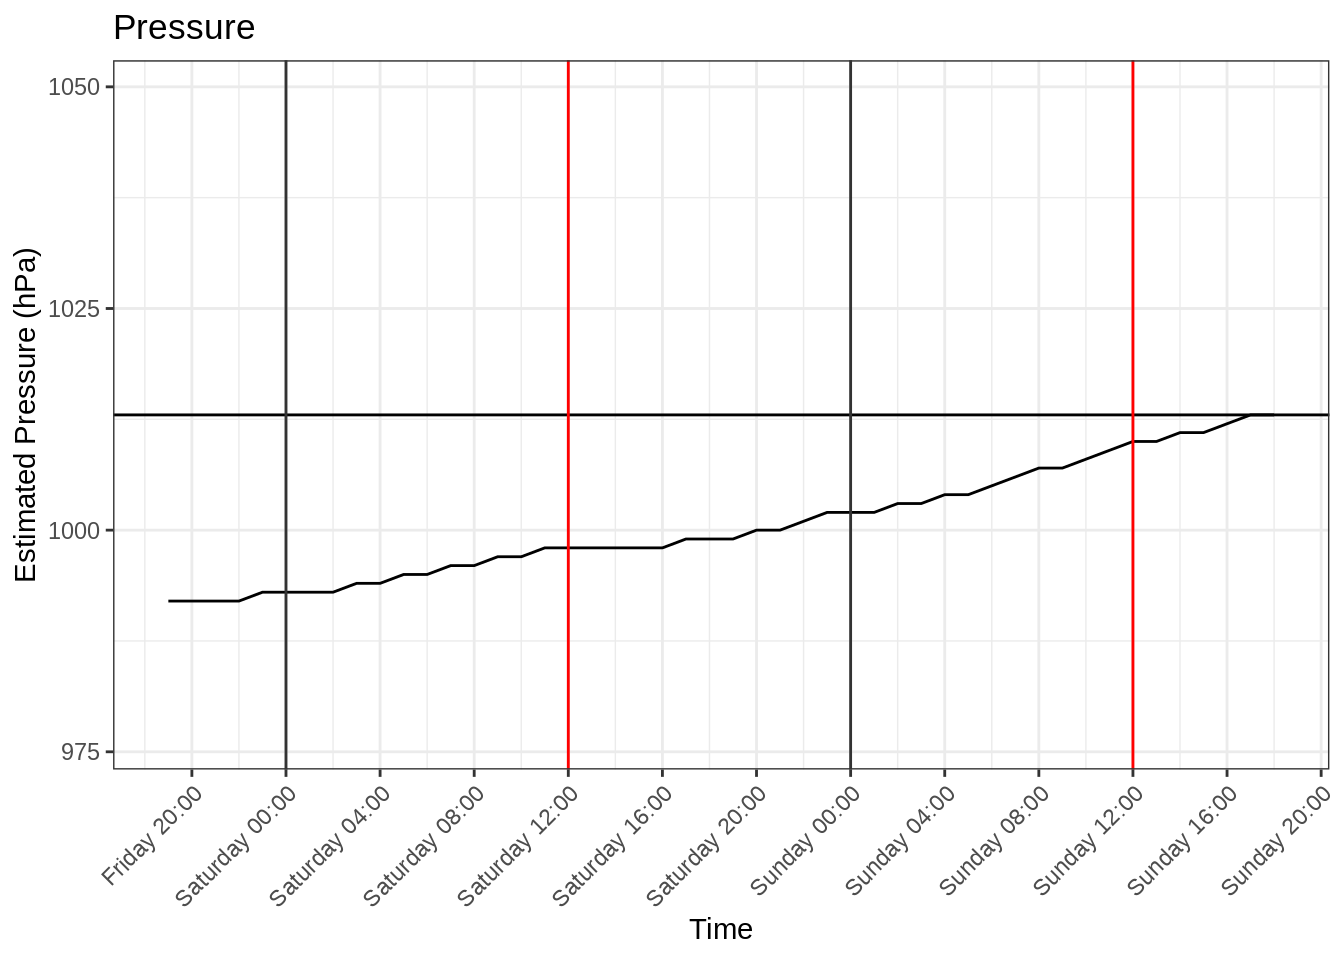 Pressure
1050
1025
1000
975
Estimated Pressure (hPa)
Friday 20:00
Saturday 00:00
Saturday 04:00
Saturday 08:00
Saturday 12:00
Saturday 16:00
Saturday 20:00
Sunday 00:00
Sunday 04:00
Sunday 08:00
Sunday 12:00
Sunday 16:00
Sunday 20:00
Time